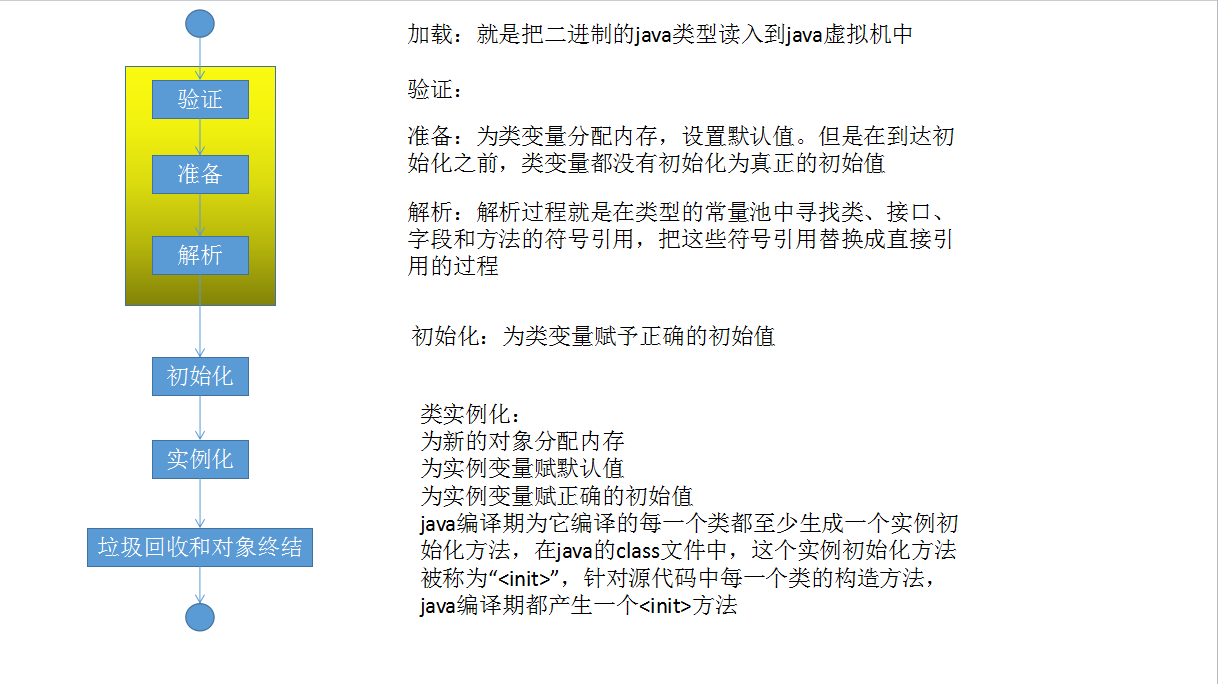 加载：就是把二进制的java类型读入到java虚拟机中
验证：
准备：为类变量分配内存，设置默认值。但是在到达初
始化之前，类变量都没有初始化为真正的初始值
解析：解析过程就是在类型的常量池中寻找类、接口、
字段和方法的符号引用，把这些符号引用替换成直接引
用的过程
初始化：为类变量赋予正确的初始值
类实例化：
为新的对象分配内存
为实例变量赋默认值
为实例变量赋正确的初始值
java编译期为它编译的每一个类都至少生成一个实例初
始化方法，在java的class文件中，这个实例初始化方法
被称为“<init>”，针对源代码中每一个类的构造方法，
java编译期都产生一个<init>方法
验证
准备
解析
初始化
实例化
垃圾回收和对象终结